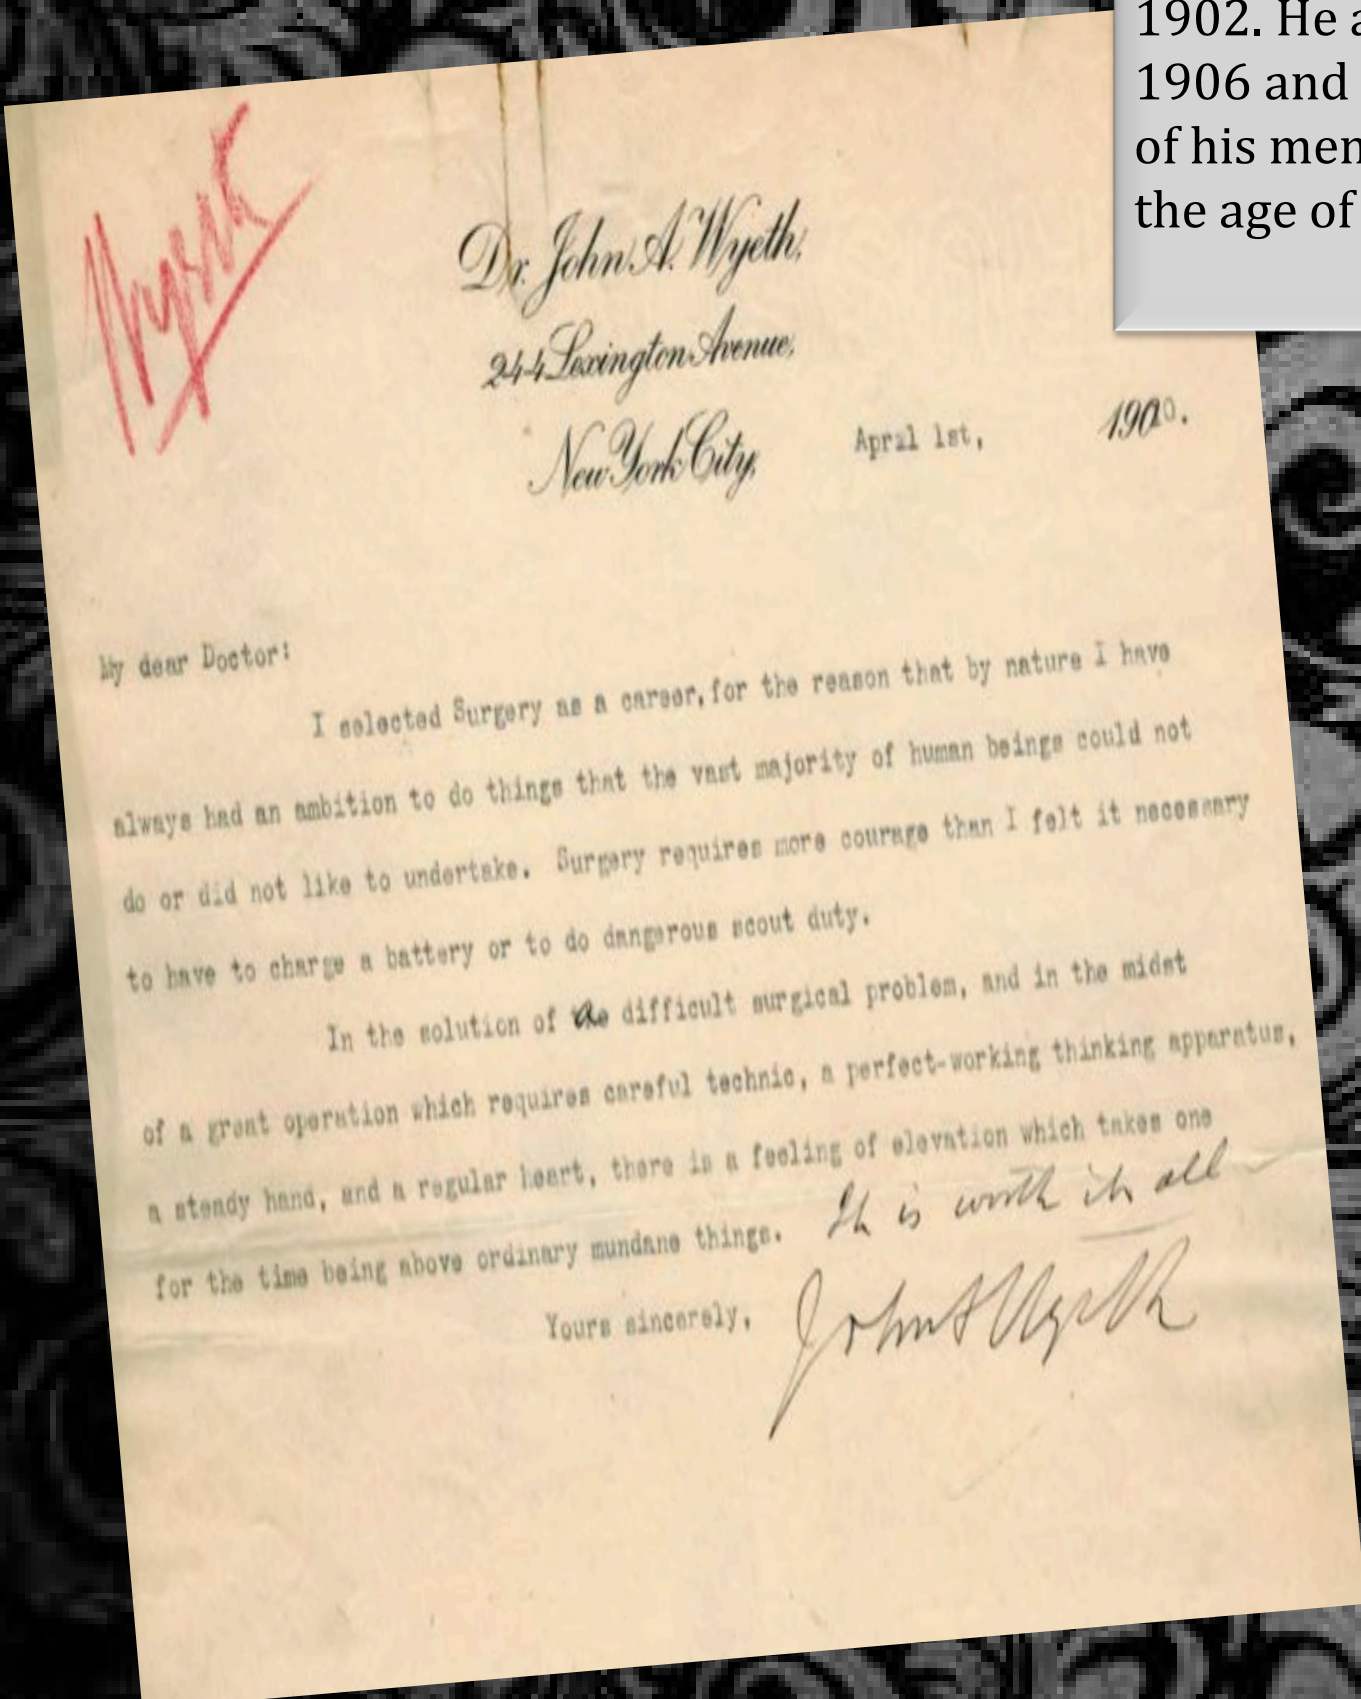 1902. He a
1906 and
of his men
the age of
Wyeth
Dr. John A. Wyeth,
244 Lexington Avenue,
New York City,
April 1st, 1910.
My dear Doctor:
I selected Surgery as a career, for the reason that by nature I have
always had an ambition to do things that the vast majority of human beings could not
do or did not like to undertake. Surgery requires more courage than I felt it necessary
to have to charge a battery or to do dangerous scout duty.
In the solution of a difficult surgical problem, and in the midst
of a great operation which requires careful technic, a perfect-working thinking apparatus,
a steady hand, and a regular heart, there is a feeling of elevation which takes one
for the time being above ordinary mundane things. It is worth it all
Yours sincerely,
John A Wyeth